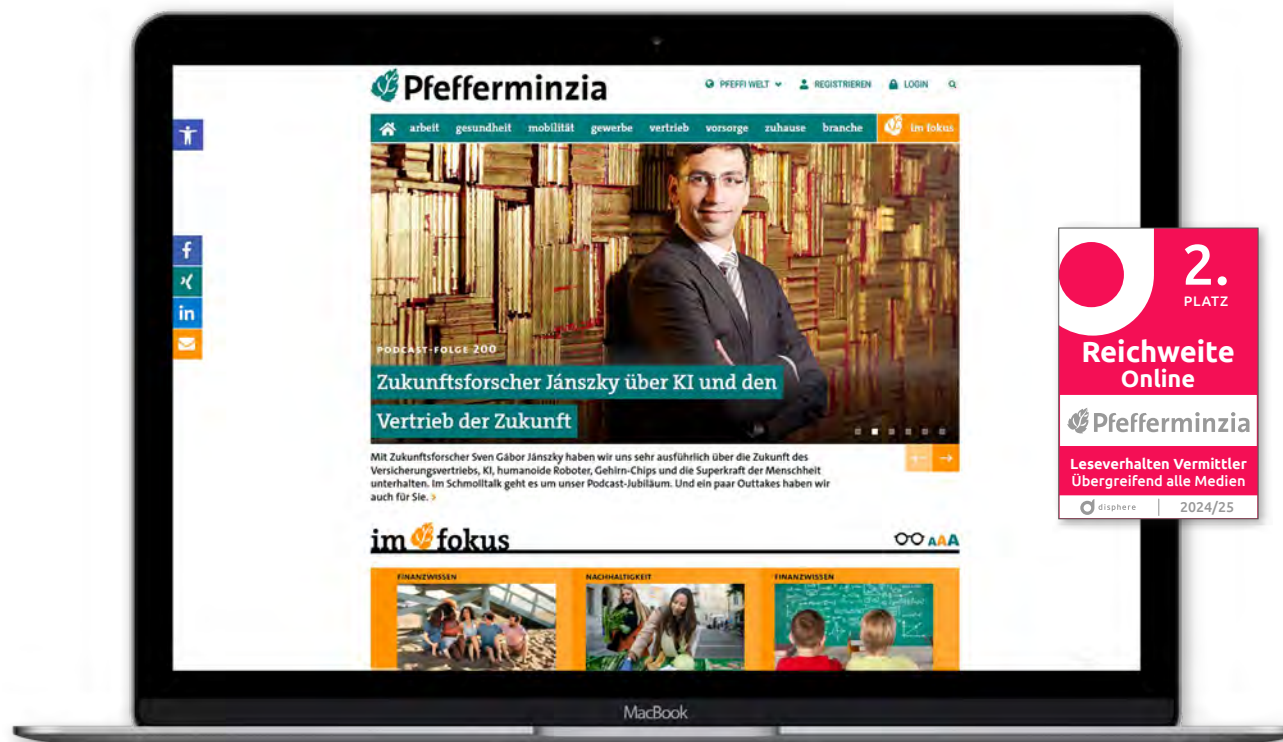 Pfefferminzia
PFEFFI WELT
REGISTRIEREN
LOGIN
arbeit gesundheit mobilität gewerbe vertrieb vorsorge zuhause branche im fokus
PODCAST-FOLGE 200
Zukunftsforscher Jánszky über KI und den
Vertrieb der Zukunft
Mit Zukunftsforscher Sven Gábor Jánszky haben wir uns sehr ausführlich über die Zukunft des
Versicherungsvertriebs, KI, humanoide Roboter, Gehirn-Chips und die Superkraft der Menschheit
unterhalten. Im Schmolltalk geht es um unser Podcast-Jubiläum. Und ein paar Outtakes haben wir
auch für Sie. >
im fokus
AAA
FINANZWISSEN
NACHHALTIGKEIT
FINANZWISSEN
f
in
MacBook
2.
PLATZ
Reichweite
Online
Pfefferminzia
Leseverhalten Vermittler
Übergreifend alle Medien
disphere | 2024/25